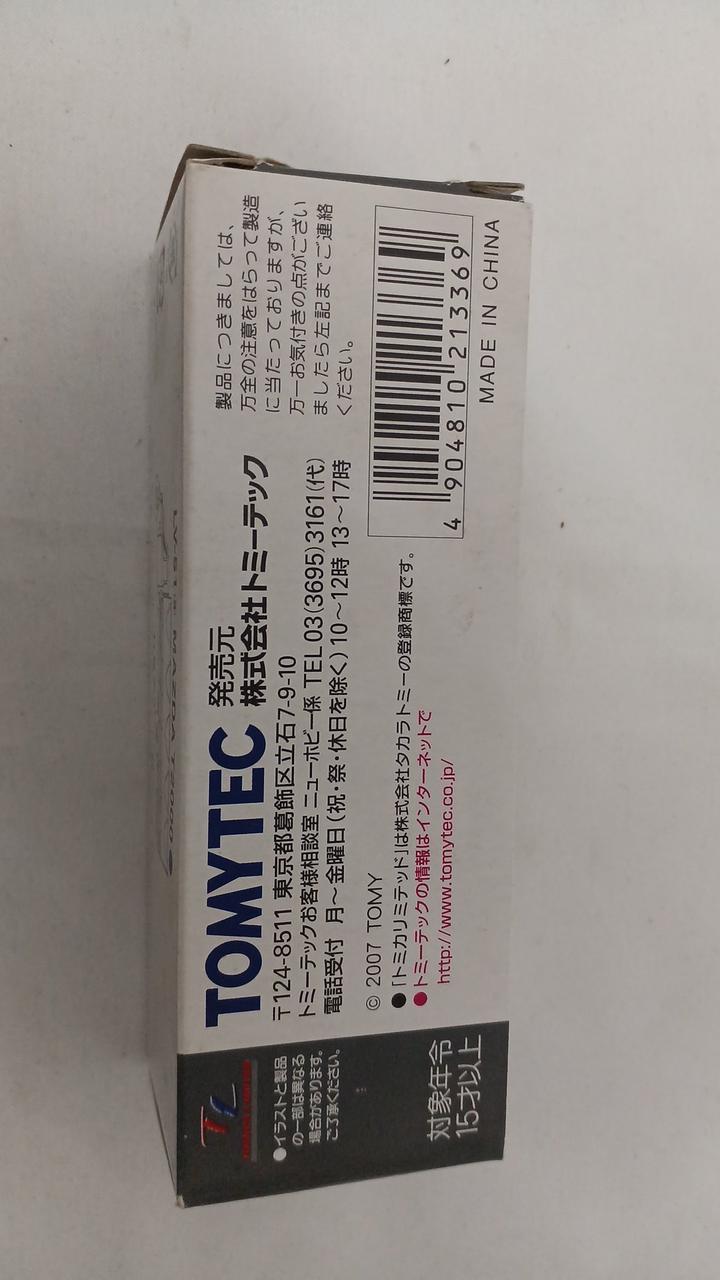 TOMYTEC
発売元
株式会社トミーテック
〒124-8511 東京都葛飾区立石7-9-10
トミーテックお客様相談室 ニューホビー係 TEL 03(3695)3161(代)
電話受付 月〜金曜日(祝・祭・休日を除く)10〜12時 13〜17時
製品につきましては、
万全の注意をはらって製造
に当たっておりますが、
万一お気付きの点がござい
ましたら左記までご連絡
ください。
© 2007 TOMY
●「トミカリミテッド」は株式会社タカラトミーの登録商標です。
●トミーテックの情報はインターネットで
http://www.tomytec.co.jp/
4 904810 213369
MADE IN CHINA
TL
●イラストと製品
の一部は異なる
場合があります。
ご了承ください。
対象年令
15才以上
MAZDA T2000